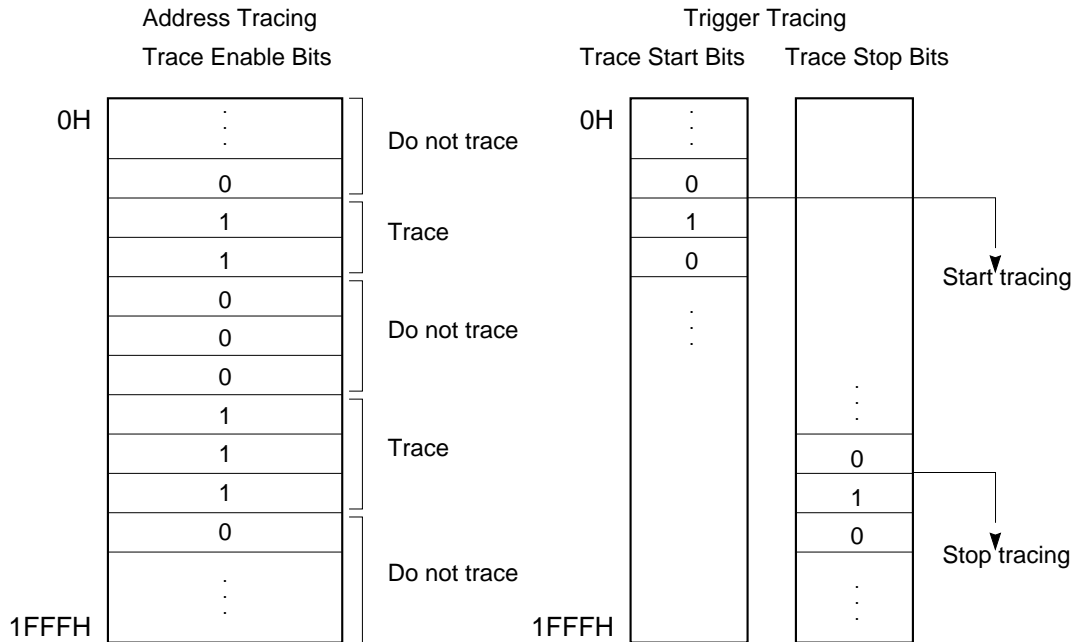 Address Tracing
Trace Enable Bits
0H
.
.
.
0
1
1
0
0
0
1
1
1
0
.
.
.
1FFFH
Do not trace
Trace
Do not trace
Trace
Do not trace
Trigger Tracing
Trace Start Bits Trace Stop Bits
0H
.
.
.
0
1
0
.
.
.
1FFFH
.
.
.
0
1
0
.
.
.
Start tracing
Stop tracing